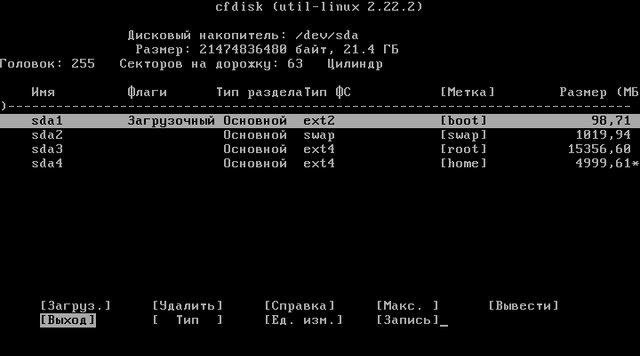 cfdisk (util-linux 2.22.2)
Дисковый накопитель: /dev/sda
Размер: 21474836480 байт, 21.4 ГБ
Головок: 255 Секторов на дорожку: 63 Цилиндр
Имя Флаги Тип разделаТип ФС [Метка] Размер (МБ
)------------------------------------------------------------------------------
sda1 Загрузочный Основной ext2 [boot] 98,71
sda2 Основной swap [swap] 1019,94
sda3 Основной ext4 [root] 15356,60
sda4 Основной ext4 [home] 4999,61*
[Загруз.] [Удалить] [Справка] [Макс. ] [Вывести]
[Выход] [ Тип ] [Ед. изм.] [Запись]_